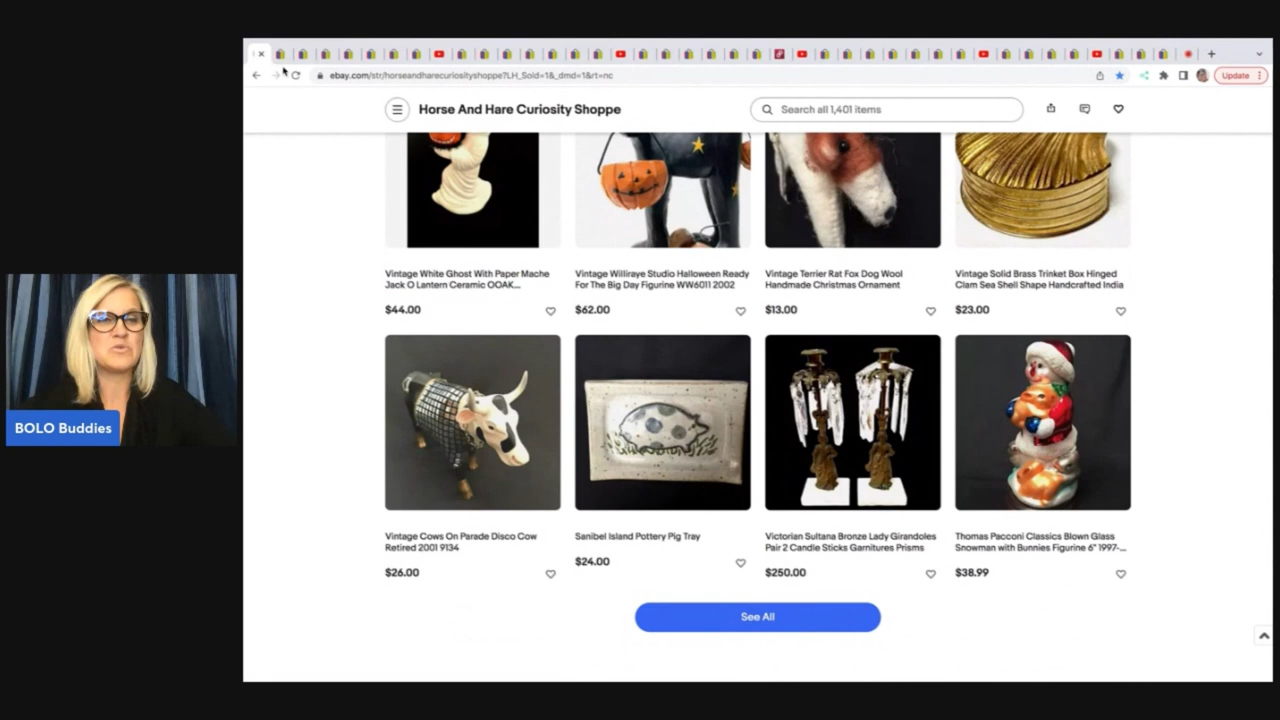 ebay.com/str/horseandharecuriosityshoppe?LH_Sold=1&_dmd=1&rt=nc
Update
Horse And Hare Curiosity Shoppe
Search all 1,401 items
Vintage White Ghost With Paper Mache
Jack O Lantern Ceramic OOAK...
$44.00
Vintage Williraye Studio Halloween Ready
For The Big Day Figurine WW6011 2002
$62.00
Vintage Terrier Rat Fox Dog Wool
Handmade Christmas Ornament
$13.00
Vintage Solid Brass Trinket Box Hinged
Clam Sea Shell Shape Handcrafted India
$23.00
BOLO Buddies
Vintage Cows On Parade Disco Cow
Retired 2001 9134
$26.00
Sanibel Island Pottery Pig Tray
$24.00
Victorian Sultana Bronze Lady Girandoles
Pair 2 Candle Sticks Garnitures Prisms
$250.00
Thomas Pacconi Classics Blown Glass
Snowman with Bunnies Figurine 6" 1997-...
$38.99
See All